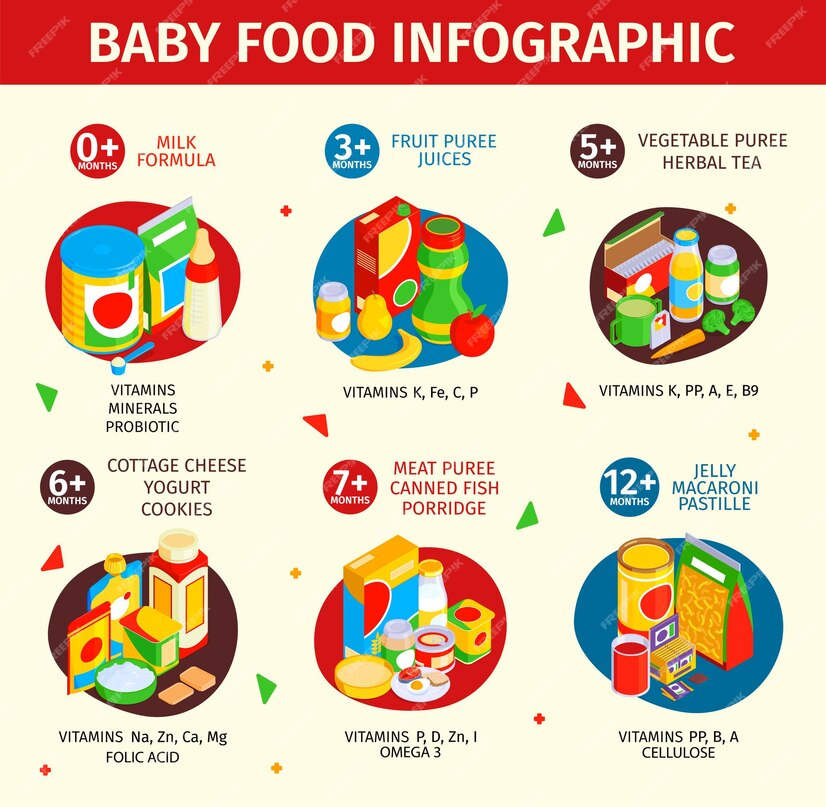 BABY FOOD INFOGRAPHIC
0+
MONTHS
MILK
FORMULA
VITAMINS
MINERALS
PROBIOTIC
3+
MONTHS
FRUIT PUREE
JUICES
VITAMINS K, Fe, C, P
5+
MONTHS
VEGETABLE PUREE
HERBAL TEA
VITAMINS K, PP, A, E, B9
6+
MONTHS
COTTAGE CHEESE
YOGURT
COOKIES
VITAMINS Na, Zn, Ca, Mg
FOLIC ACID
7+
MONTHS
MEAT PUREE
CANNED FISH
PORRIDGE
VITAMINS P, D, Zn, I
OMEGA 3
12+
MONTHS
JELLY
MACARONI
PASTILLE
VITAMINS PP, B, A
CELLULOSE
FREEPIK